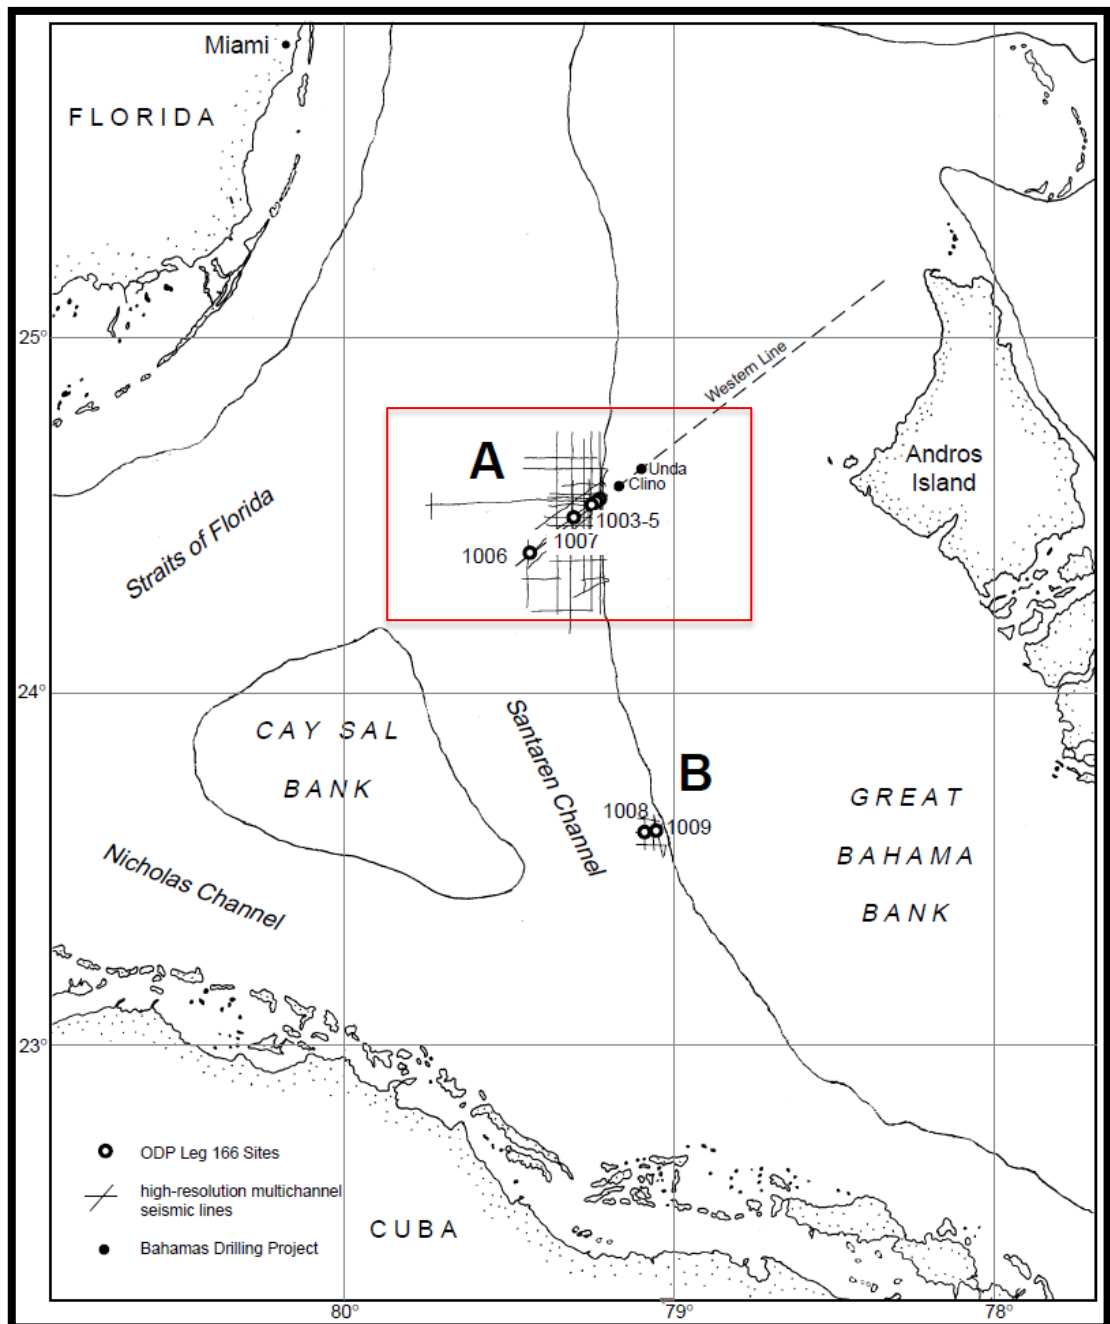 Miami
FLORIDA
25°
Western Line
A
Unda
Clino
Andros
Island
1003-5
1007
1006
Straits of Florida
24°
CAY SAL
BANK
Santaren Channel
B
1008
1009
GREAT
BAHAMA
BANK
Nicholas Channel
23°
ODP Leg 166 Sites
high-resolution multichannel
seismic lines
Bahamas Drilling Project
CUBA
80°
79°
78°